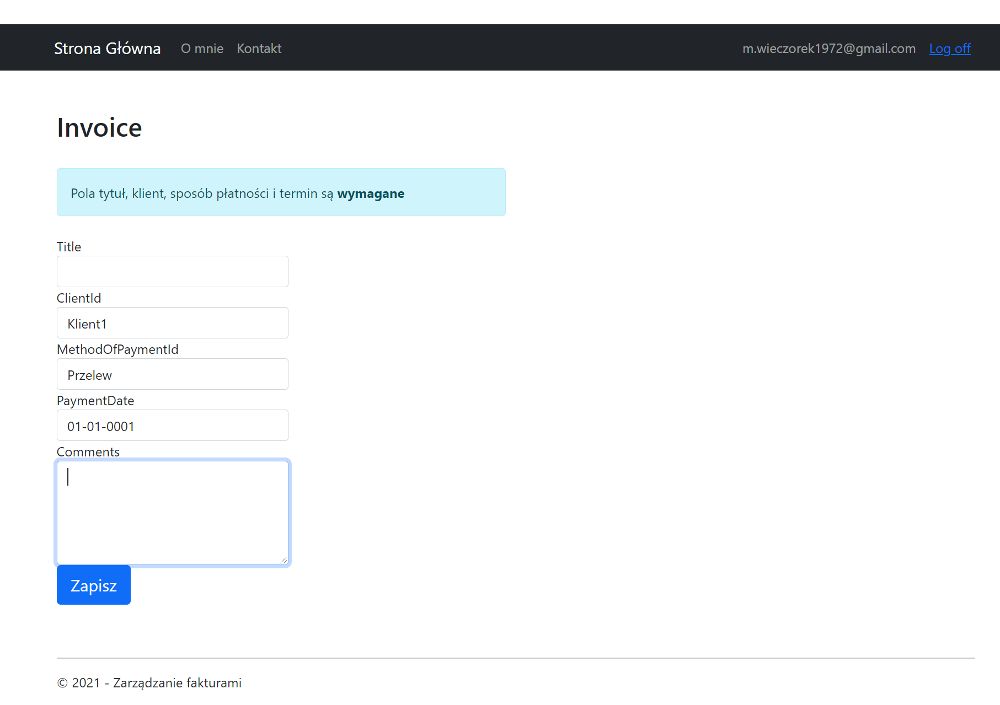 Strona Główna O mnie Kontakt m.wieczorek1972@gmail.com Log off
Invoice
Pola tytuł, klient, sposób płatności i termin są wymagane
Title
ClientId
Klient1
MethodOfPaymentId
Przelew
PaymentDate
01-01-0001
Comments
Zapisz
© 2021 - Zarządzanie fakturami